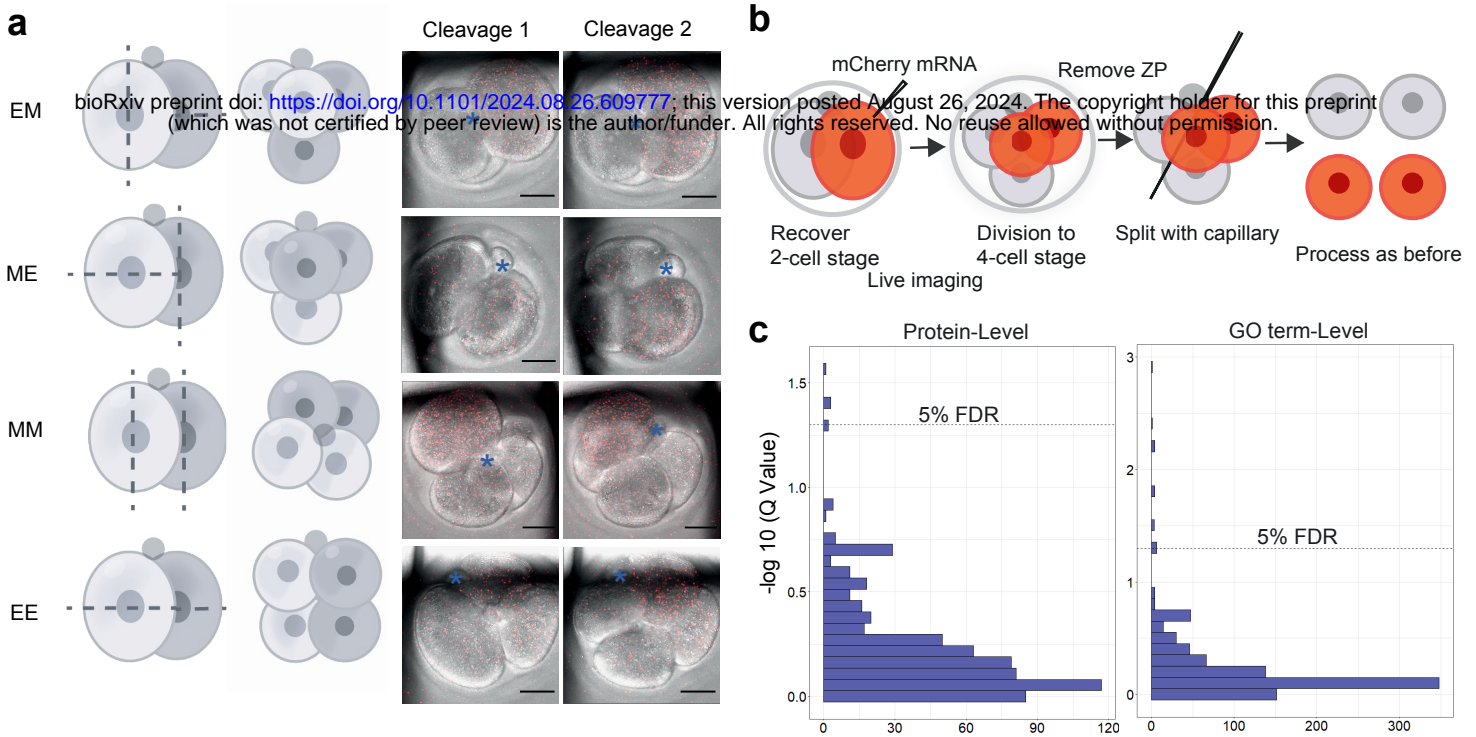 a
Cleavage 1
Cleavage 2
EM
ME
MM
EE
*
*
*
*
*
*
*
*
bioRxiv preprint doi: https://doi.org/10.1101/2024.08.26.609777; this version posted August 26, 2024. The copyright holder for this preprint
(which was not certified by peer review) is the author/funder. All rights reserved. No reuse allowed without permission.
b
mCherry mRNA
Remove ZP
Recover
2-cell stage
Live imaging
Division to
4-cell stage
Split with capillary
Process as before
c
Protein-Level
GO term-Level
-log 10 (Q Value)
1.5
1.0
0.5
0.0
5% FDR
0
30
60
90
120
3
2
1
0
5% FDR
0
100
200
300